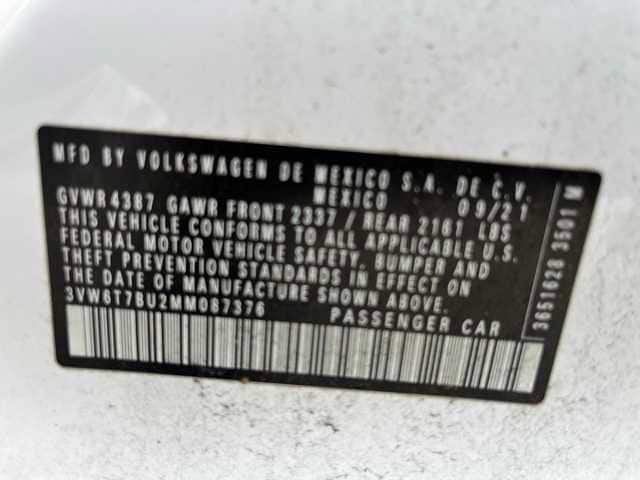 MFD BY VOLKSWAGEN DE MEXICO S.A. DE C.V.
MEXICO 09/21
GVWR 4387 GAWR FRONT 2337 / REAR 2161 LBS
THIS VEHICLE CONFORMS TO ALL APPLICABLE U.S.
FEDERAL MOTOR VEHICLE SAFETY, BUMPER AND
THEFT PREVENTION STANDARDS IN EFFECT ON
THE DATE OF MANUFACTURE SHOWN ABOVE.
3VW6T7BU2MM087376 PASSENGER CAR
3651628 3501 M